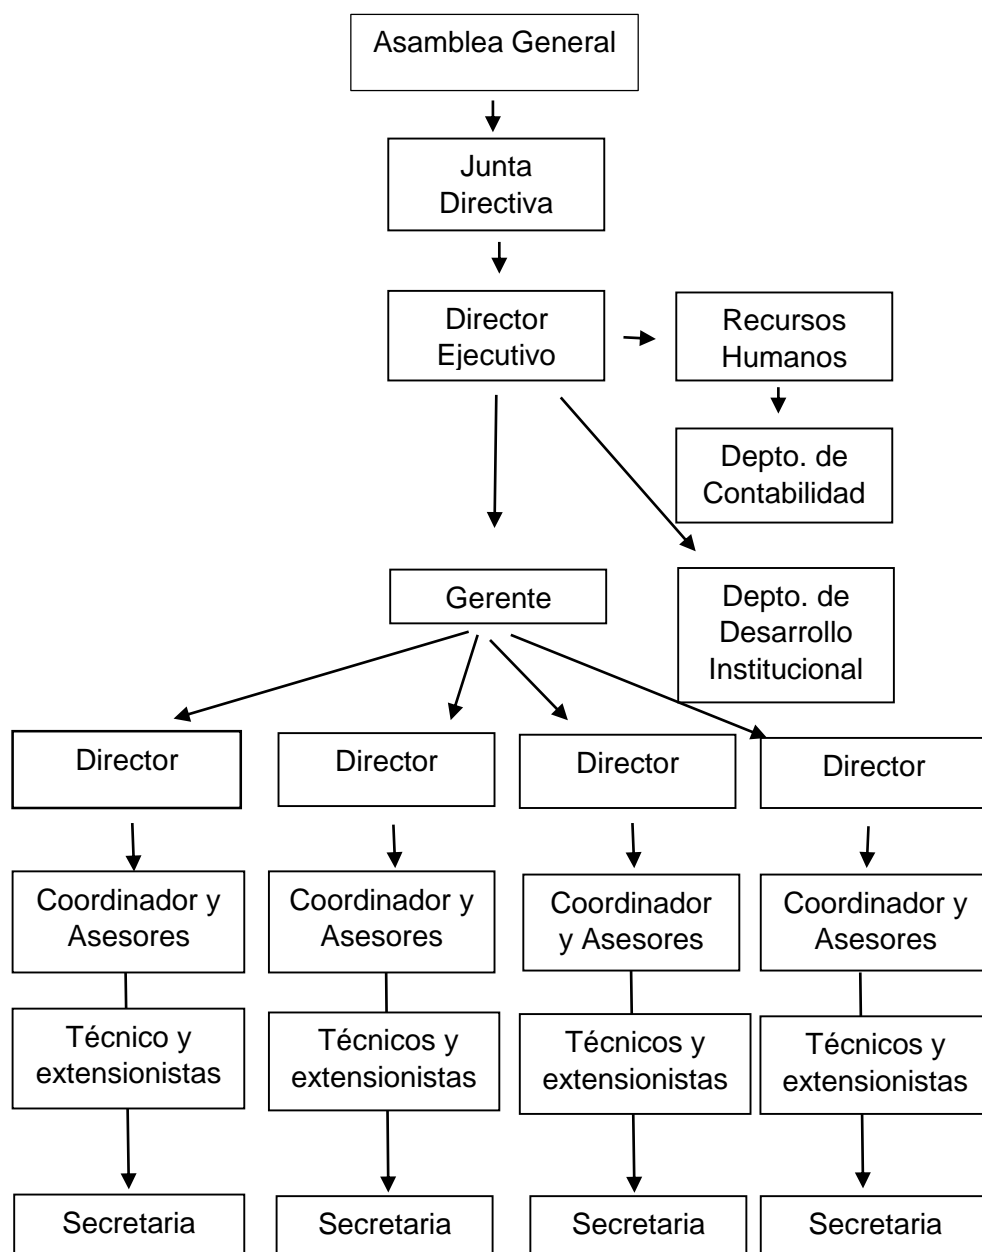 Asamblea General
Junta
Directiva
Director
Ejecutivo
Recursos
Humanos
Depto. de
Contabilidad
Gerente
Depto. de
Desarrollo
Institucional
Director
Director
Director
Director
Coordinador y
Asesores
Coordinador y
Asesores
Coordinador
y Asesores
Coordinador y
Asesores
Técnico y
extensionistas
Técnicos y
extensionistas
Técnicos y
extensionistas
Técnicos y
extensionistas
Secretaria
Secretaria
Secretaria
Secretaria